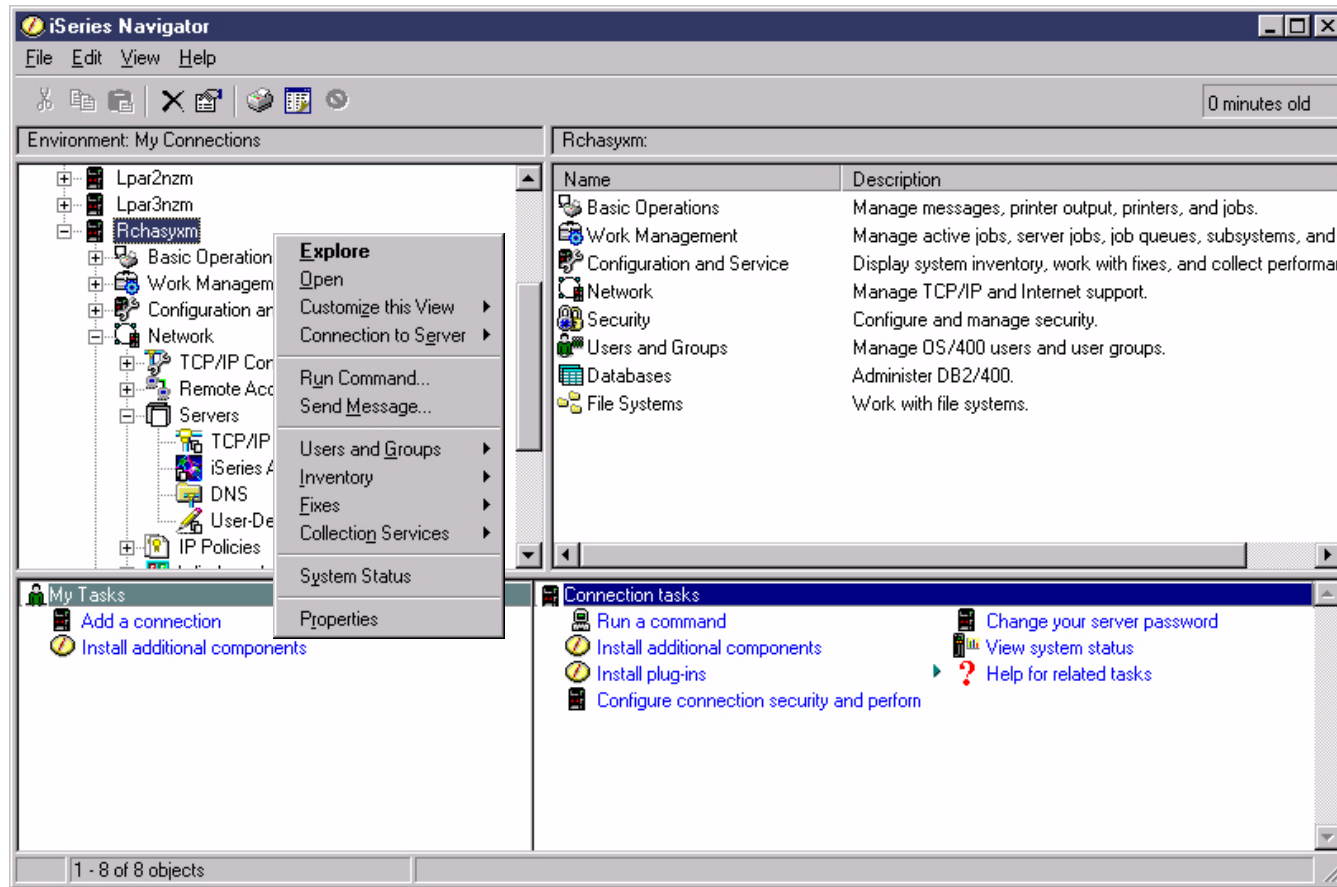 iSeries Navigator
File Edit View Help
0 minutes old
Environment: My Connections
Rchasyxm:
Lpar2nzm
Lpar3nzm
Rchasyxm
Basic Operation
Work Managem
Configuration an
Network
TCP/IP Con
Remote Acc
Servers
TCP/IP
iSeries A
DNS
User-De
IP Policies
Explore
Open
Customize this View
Connection to Server
Run Command...
Send Message...
Users and Groups
Inventory
Fixes
Collection Services
System Status
Properties
Name Description
Basic Operations Manage messages, printer output, printers, and jobs.
Work Management Manage active jobs, server jobs, job queues, subsystems, and
Configuration and Service Display system inventory, work with fixes, and collect performa
Network Manage TCP/IP and Internet support.
Security Configure and manage security.
Users and Groups Manage OS/400 users and user groups.
Databases Administer DB2/400.
File Systems Work with file systems.
My Tasks
Add a connection
Install additional components
Connection tasks
Run a command
Install additional components
Install plug-ins
Configure connection security and perforn
Change your server password
View system status
Help for related tasks
1 - 8 of 8 objects